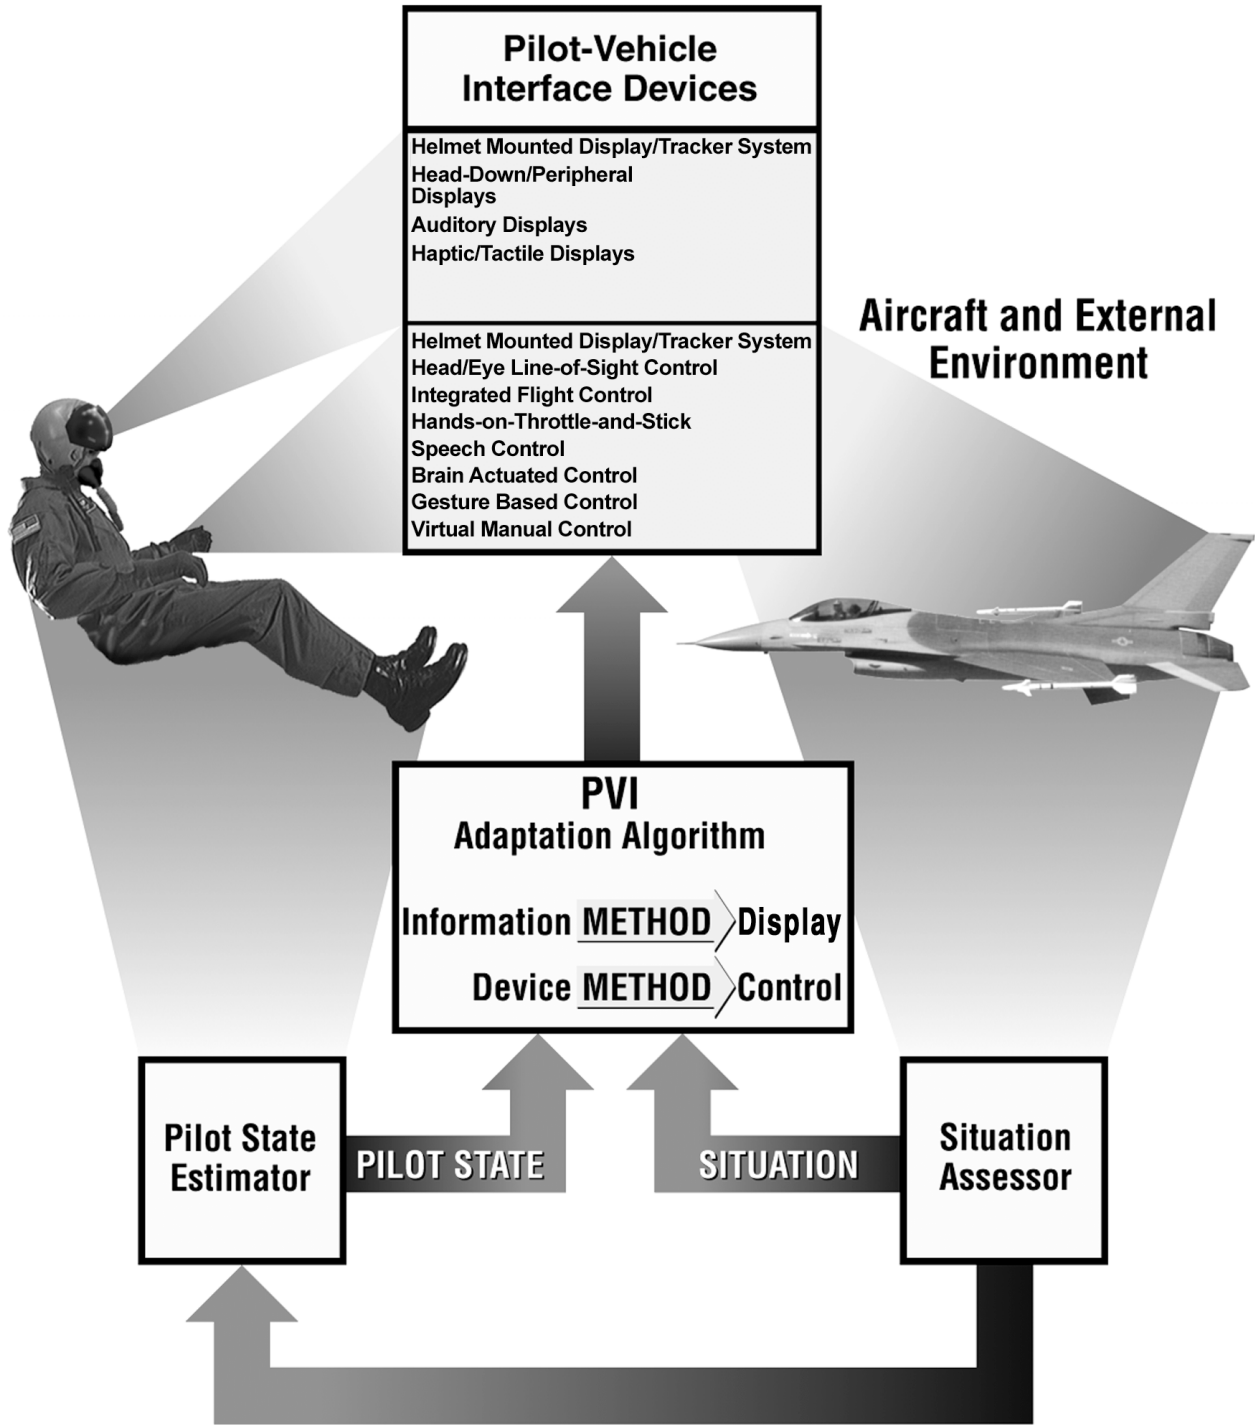 Pilot-Vehicle
Interface Devices
Helmet Mounted Display/Tracker System
Head-Down/Peripheral
Displays
Auditory Displays
Haptic/Tactile Displays
Helmet Mounted Display/Tracker System
Head/Eye Line-of-Sight Control
Integrated Flight Control
Hands-on-Throttle-and-Stick
Speech Control
Brain Actuated Control
Gesture Based Control
Virtual Manual Control
Aircraft and External
Environment
PVI
Adaptation Algorithm
Information METHOD Display
Device METHOD Control
Pilot State
Estimator
PILOT STATE
SITUATION
Situation
Assessor